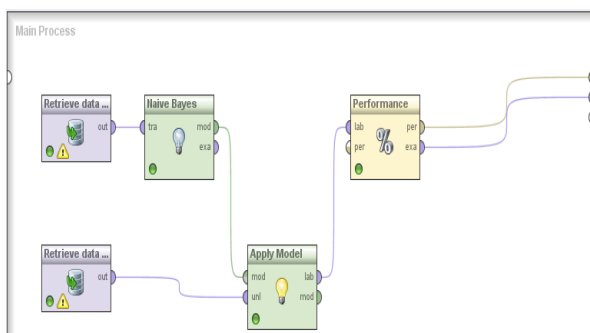 Main Process
Retrieve data ...
out
Naive Bayes
tra
mod
exa
Performance
lab
per
per
exa
%
Retrieve data ...
out
Apply Model
mod
unl
lab
mod